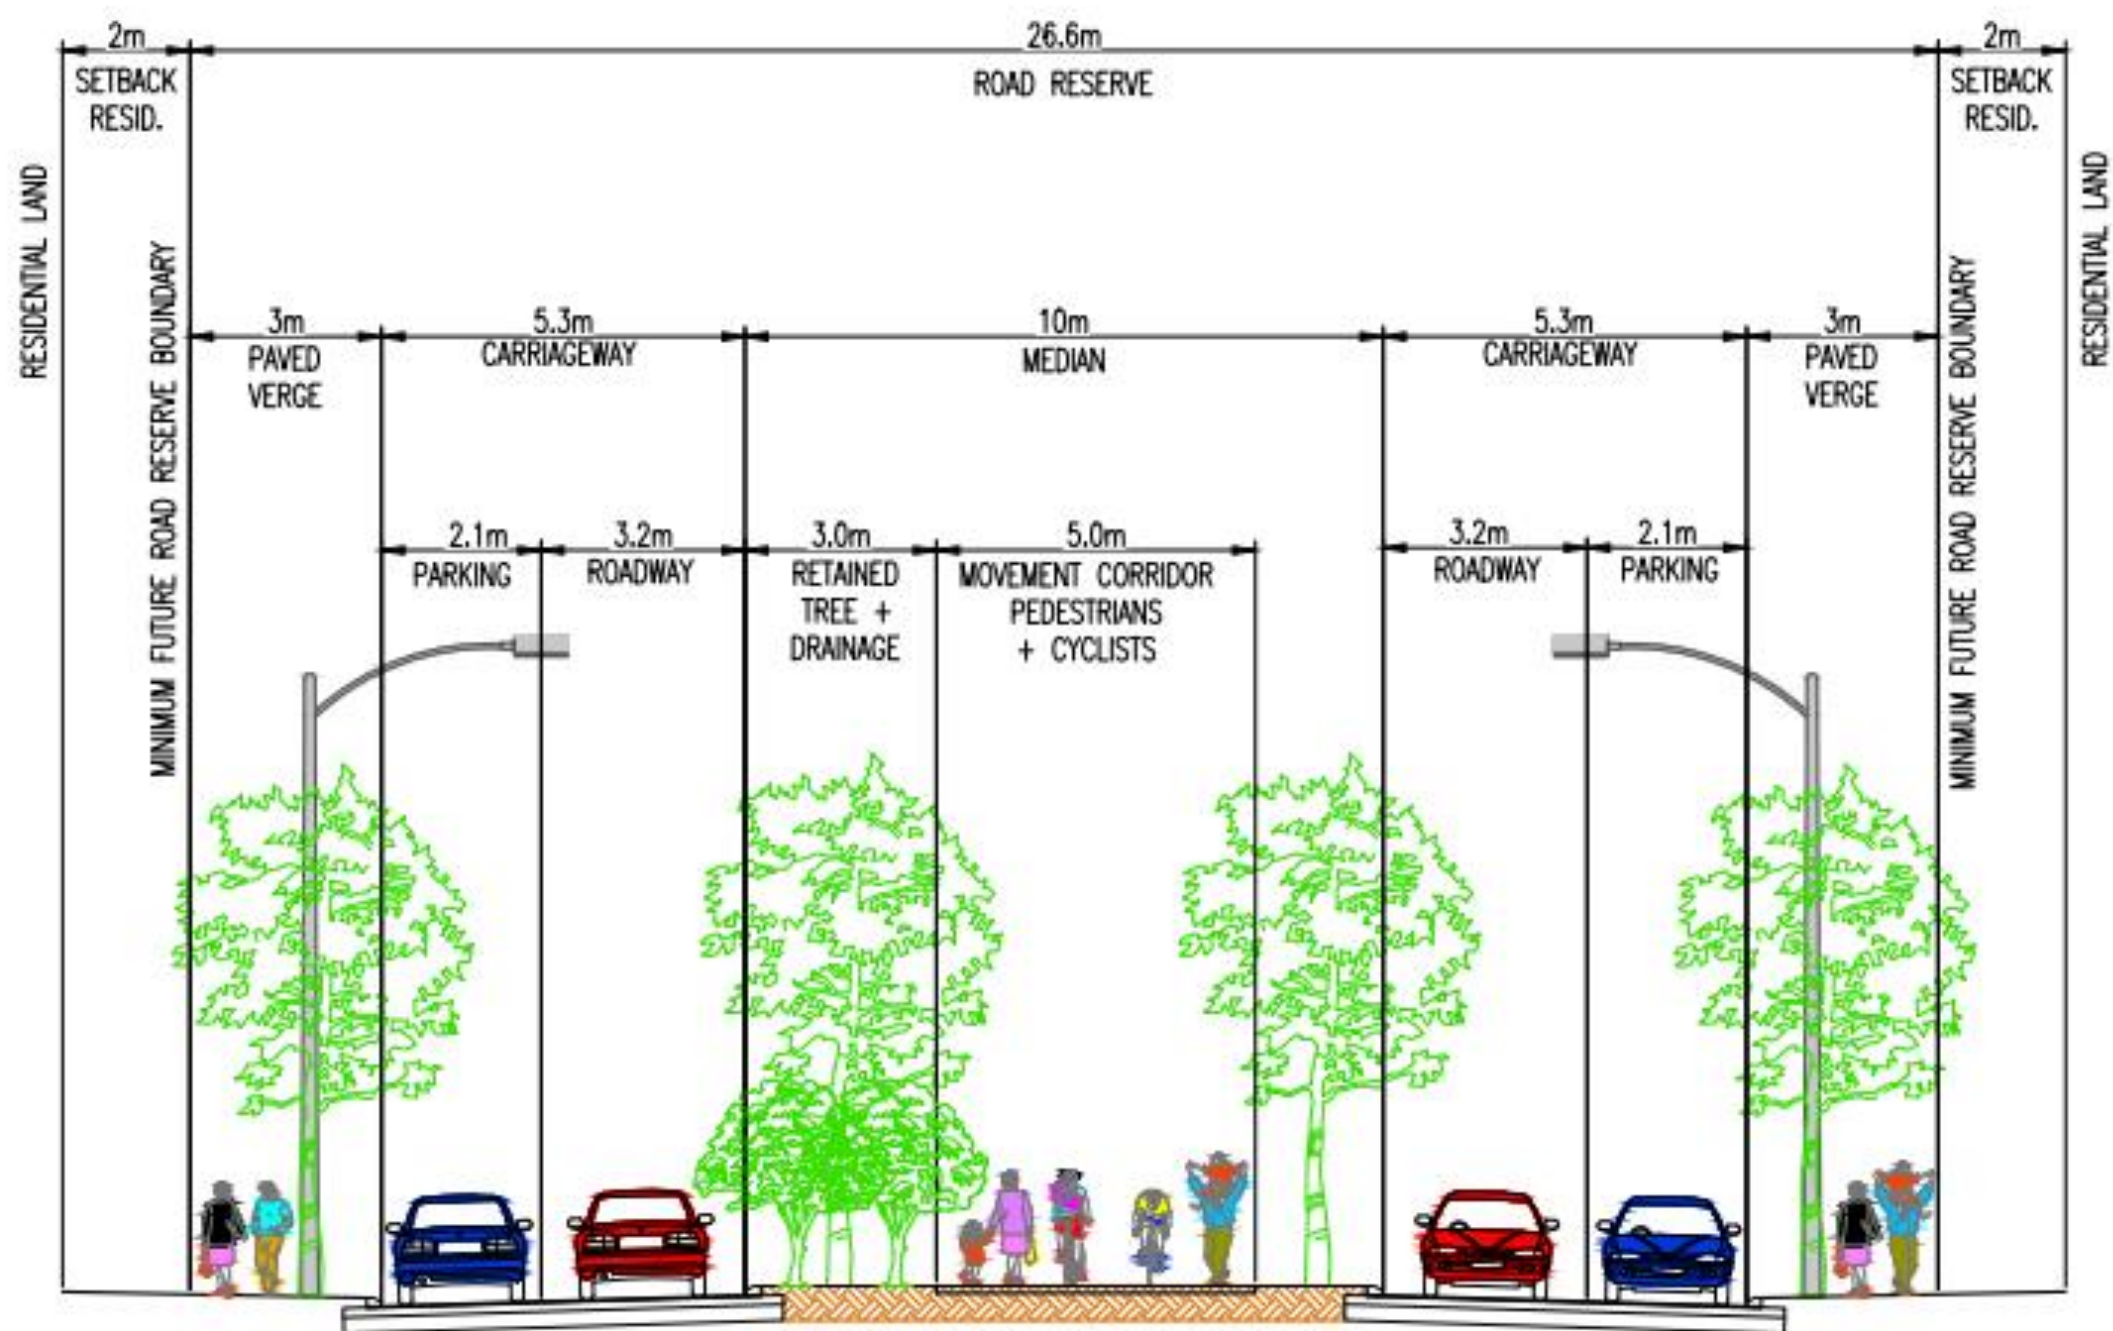 2m
26.6m
2m
SETBACK
RESID.
ROAD RESERVE
SETBACK
RESID.
RESIDENTIAL LAND
MINIMUM FUTURE ROAD RESERVE BOUNDARY
3m
PAVED
VERGE
5.3m
CARRIAGEWAY
10m
MEDIAN
5.3m
CARRIAGEWAY
3m
PAVED
VERGE
MINIMUM FUTURE ROAD RESERVE BOUNDARY
RESIDENTIAL LAND
2.1m
PARKING
3.2m
ROADWAY
3.0m
RETAINED
TREE +
DRAINAGE
5.0m
MOVEMENT CORRIDOR
PEDESTRIANS
+ CYCLISTS
3.2m
ROADWAY
2.1m
PARKING